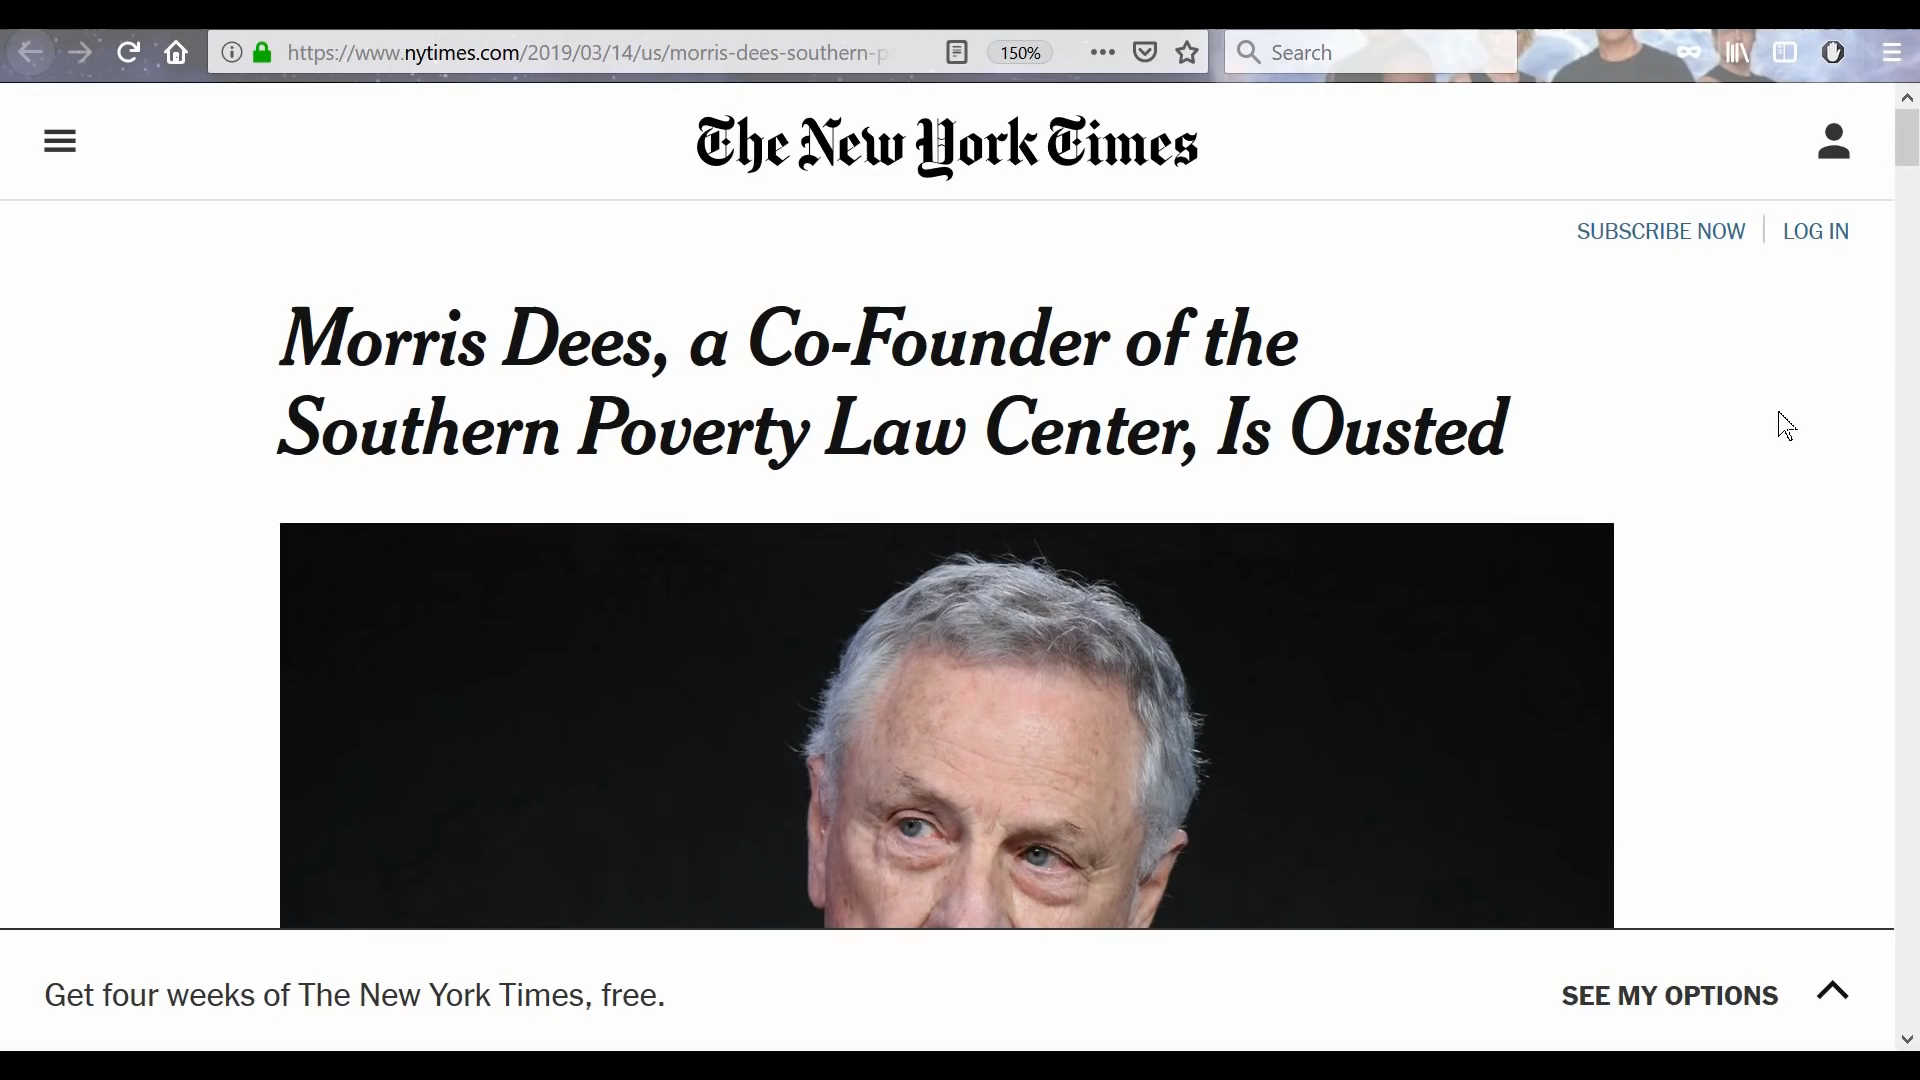 https://www.nytimes.com/2019/03/14/us/morris-dees-southern-p
150%
Search
The New York Times
SUBSCRIBE NOW
LOG IN
Morris Dees, a Co-Founder of the
Southern Poverty Law Center, Is Ousted
Get four weeks of The New York Times, free.
SEE MY OPTIONS